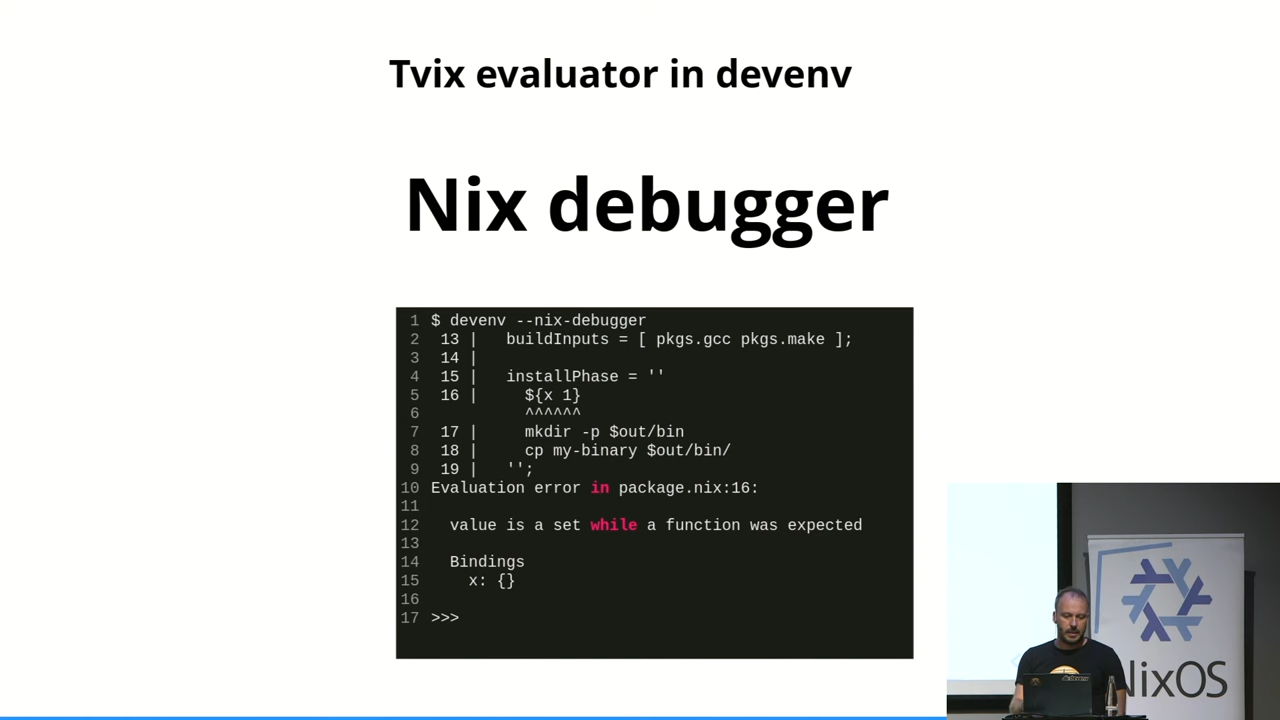 Tvix evaluator in devenv
Nix debugger
1 $ devenv --nix-debugger
2  13 |   buildInputs = [ pkgs.gcc pkgs.make ];
3  14 |
4  15 |   installPhase = ''
5  16 |     ${x 1}
6          ^^^^^^
7  17 |     mkdir -p $out/bin
8  18 |     cp my-binary $out/bin/
9  19 |   '';
10 Evaluation error in package.nix:16:
11
12   value is a set while a function was expected
13
14   Bindings
15     x: {}
16
17 >>>
NixOS